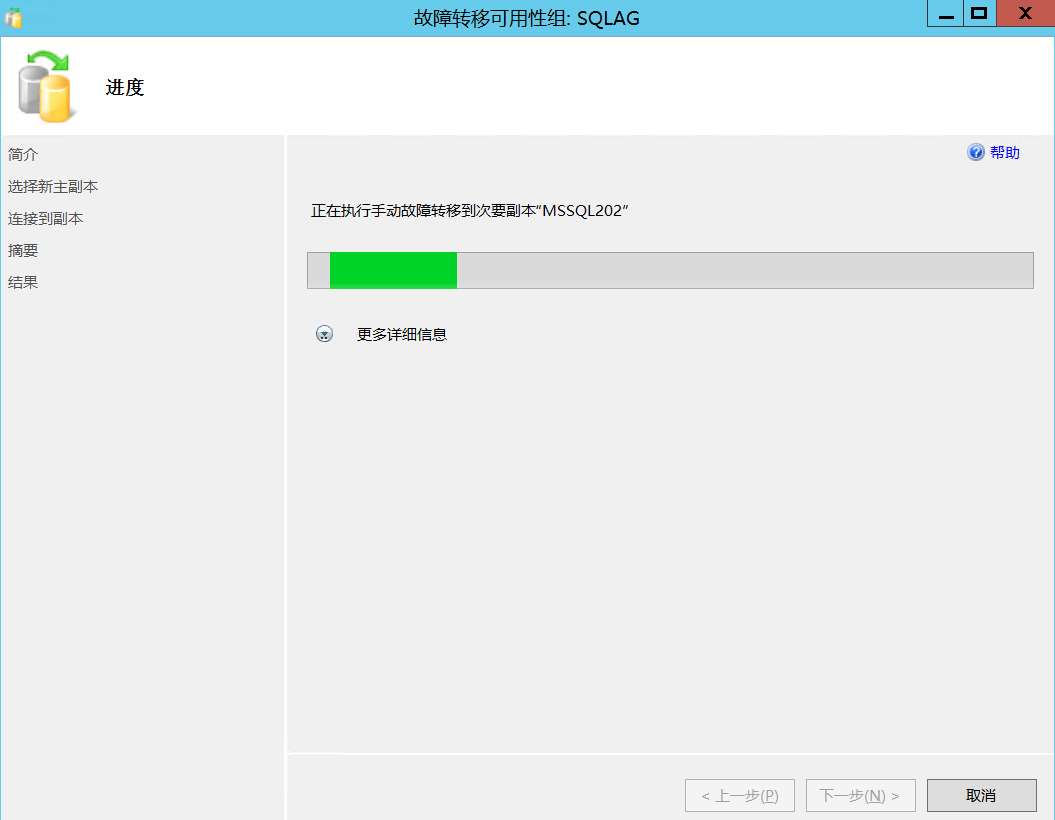 故障转移可用性组: SQLAG
进度
简介
选择新主副本
连接到副本
摘要
结果
帮助
正在执行手动故障转移到次要副本“MSSQL202”
更多详细信息
< 上一步(P)
下一步(N) >
取消